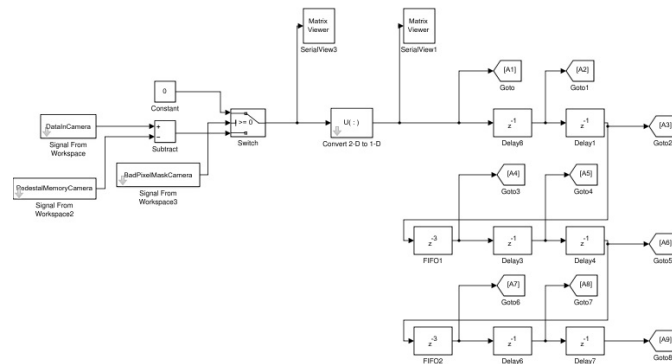 Matrix
Viewer
SerialView3
Matrix
Viewer
SerialView1
0
Constant
DataInCamera
Signal From
Workspace
+
−
Subtract
>= 0
Switch
U( : )
Convert 2-D to 1-D
PedestalMemoryCamera
Signal From
Workspace2
BadPixelMaskCamera
Signal From
Workspace3
[A1]
Goto
[A2]
Goto1
z-1
Delay8
z-1
Delay1
[A3]
Goto2
[A4]
Goto3
[A5]
Goto4
z-3
FIFO1
z-1
Delay3
z-1
Delay4
[A6]
Goto5
[A7]
Goto6
[A8]
Goto7
z-3
FIFO2
z-1
Delay6
z-1
Delay7